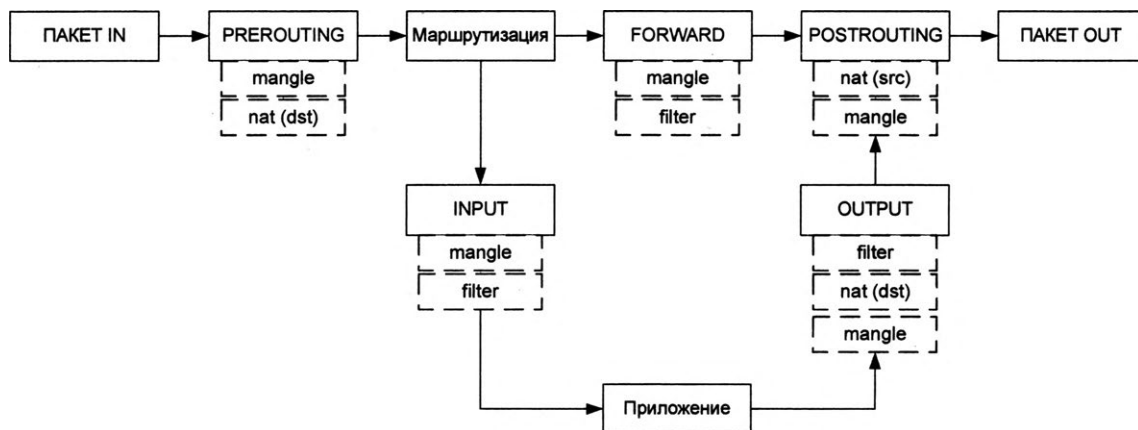 ПАКЕТ IN
PREROUTING
Маршрутизация
FORWARD
POSTROUTING
ПАКЕТ OUT
mangle
mangle
nat (src)
nat (dst)
filter
mangle
INPUT
OUTPUT
mangle
filter
filter
nat (dst)
mangle
Приложение